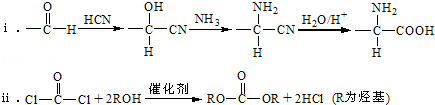 i . O H HCN OH CN H NH₃ NH₂ CN H H₂O/H⁺ NH₂ COOH H
ii . Cl O Cl +2ROH 催化剂 RO O OR +2HCl (R为烃基)